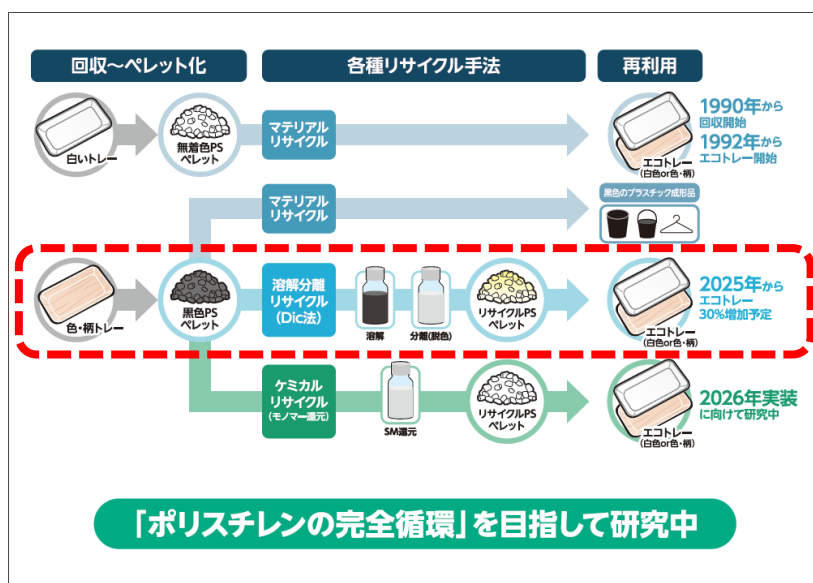 回収～ペレット化
各種リサイクル手法
再利用
白いトレー
無着色PS
ペレット
マテリアル
リサイクル
エコトレー
(白色or色・柄)
1990年から
回収開始
1992年から
エコトレー開始
マテリアル
リサイクル
黒色のプラスチック成形品
色・柄トレー
黒色PS
ペレット
溶解分離
リサイクル
(Dic法)
溶解
分離(脱色)
リサイクルPS
ペレット
エコトレー
(白色or色・柄)
2025年から
エコトレー
30%増加予定
ケミカル
リサイクル
(モノマー還元)
SM還元
リサイクルPS
ペレット
エコトレー
(白色or色・柄)
2026年実装
に向けて研究中
「ポリスチレンの完全循環」を目指して研究中